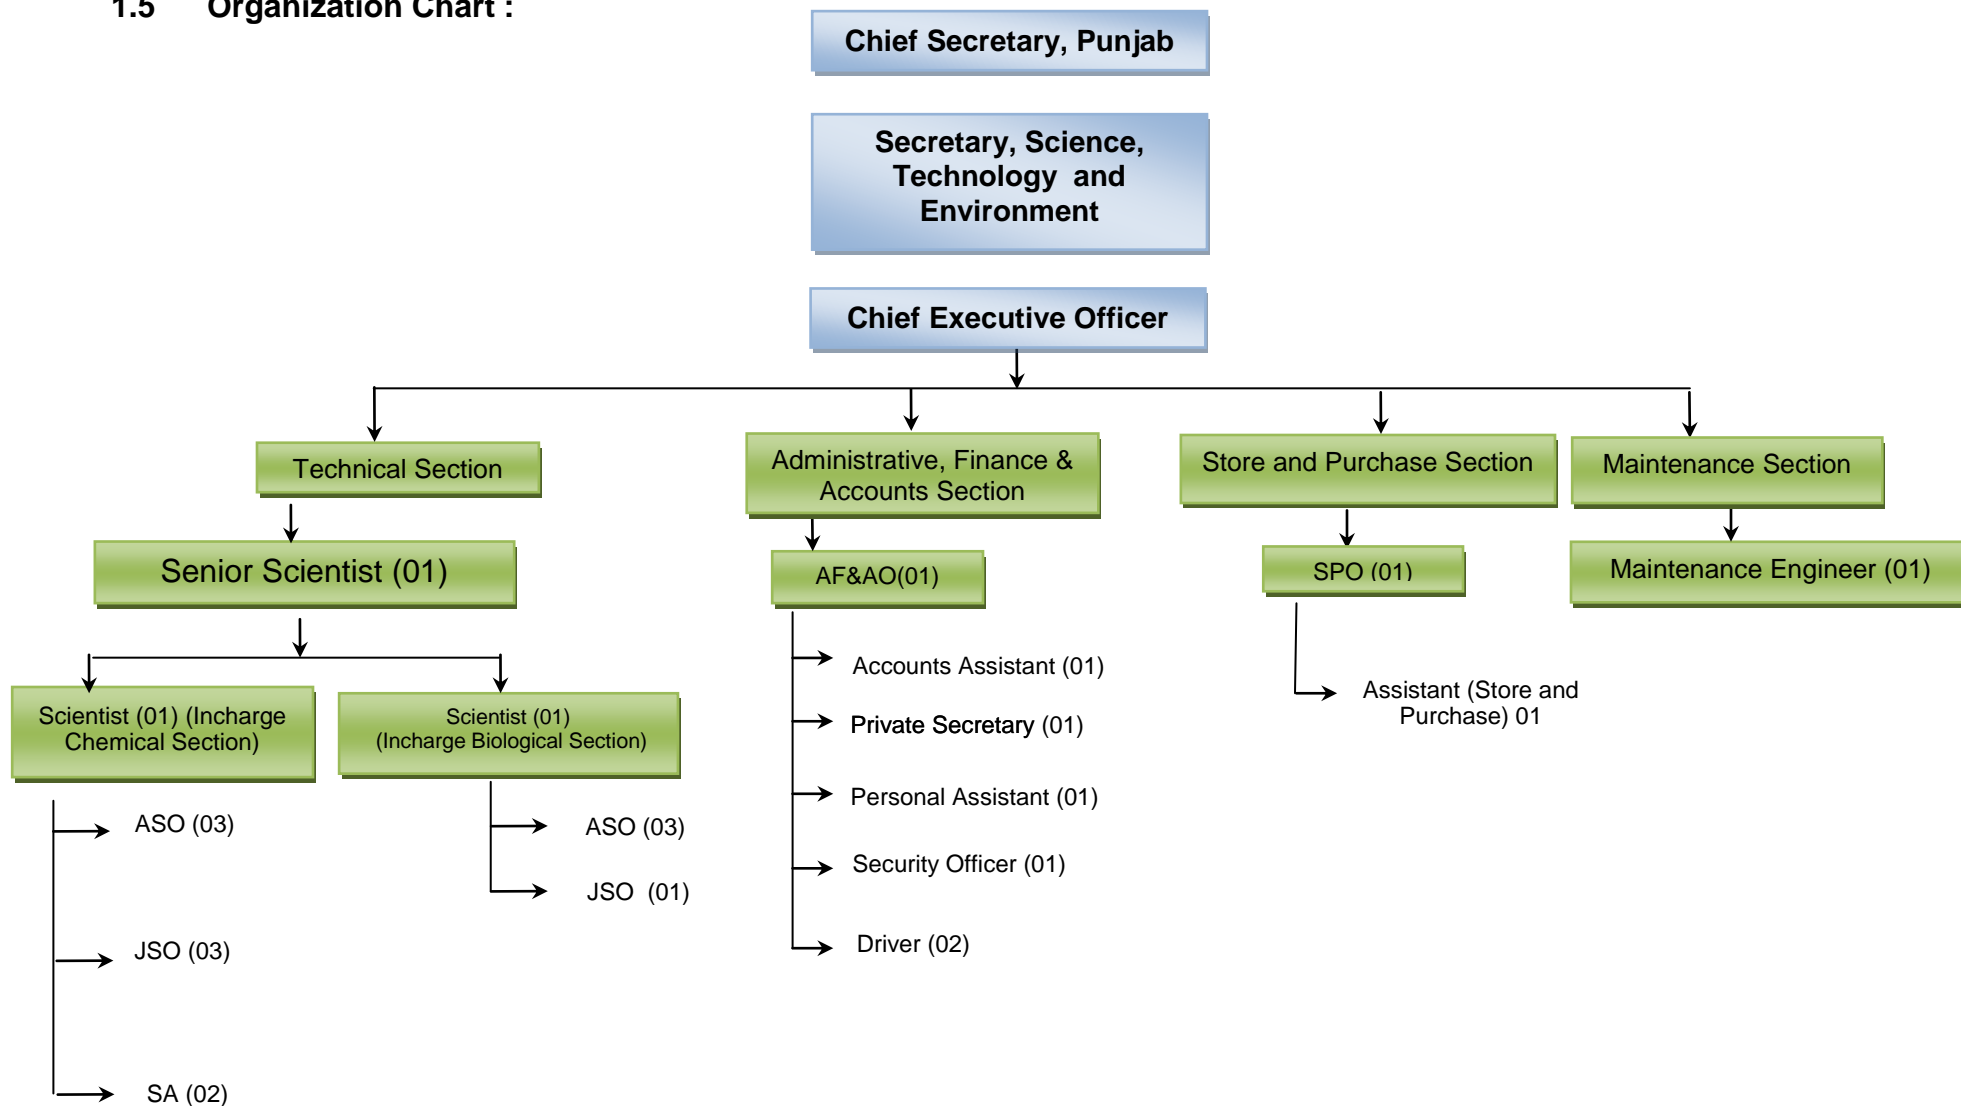 1.5 Organization Chart :
Chief Secretary, Punjab
Secretary, Science,
Technology and
Environment
Chief Executive Officer
Technical Section
Administrative, Finance &
Accounts Section
Store and Purchase Section
Maintenance Section
Senior Scientist (01)
AF&AO(01)
SPO (01)
Maintenance Engineer (01)
Scientist (01) (Incharge
Chemical Section)
Scientist (01)
(Incharge Biological Section)
ASO (03)
JSO (03)
SA (02)
ASO (03)
JSO (01)
Accounts Assistant (01)
Private Secretary (01)
Personal Assistant (01)
Security Officer (01)
Driver (02)
Assistant (Store and
Purchase) 01